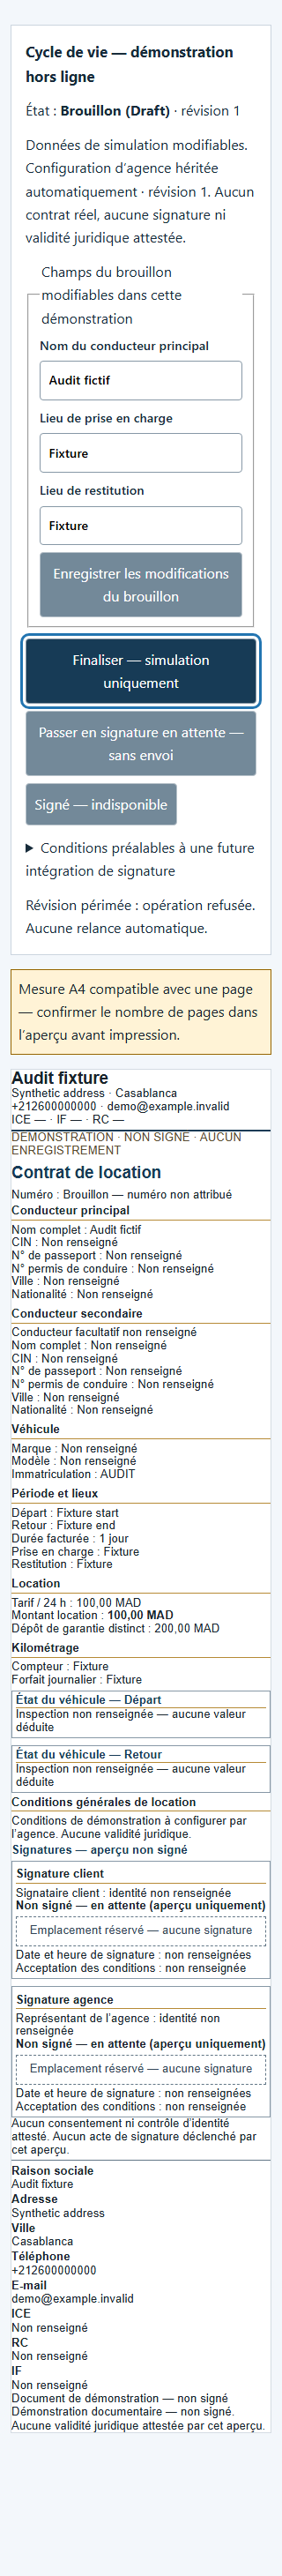 Cycle de vie — démonstration
hors ligne
État : Brouillon (Draft) · révision 1
Données de simulation modifiables.
Configuration d’agence héritée
automatiquement · révision 1. Aucun
contrat réel, aucune signature ni
validité juridique attestée.
Champs du brouillon
modifiables dans cette
démonstration
Nom du conducteur principal
Audit fictif
Lieu de prise en charge
Fixture
Lieu de restitution
Fixture
Enregistrer les modifications
du brouillon
Finaliser — simulation
uniquement
Passer en signature en attente —
sans envoi
Signé — indisponible
▶ Conditions préalables à une future
intégration de signature
Révision périmée : opération refusée.
Aucune relance automatique.
Mesure A4 compatible avec une page
— confirmer le nombre de pages dans
l’aperçu avant impression.
Audit fixture
Synthetic address · Casablanca
+212600000000 · demo@example.invalid
ICE — · IF — · RC —
DÉMONSTRATION · NON SIGNÉ · AUCUN
ENREGISTREMENT
Contrat de location
Numéro : Brouillon — numéro non attribué
Conducteur principal
Nom complet : Audit fictif
CIN : Non renseigné
N° de passeport : Non renseigné
N° permis de conduire : Non renseigné
Ville : Non renseigné
Nationalité : Non renseigné
Conducteur secondaire
Conducteur facultatif non renseigné
Nom complet : Non renseigné
CIN : Non renseigné
N° de passeport : Non renseigné
N° permis de conduire : Non renseigné
Ville : Non renseigné
Nationalité : Non renseigné
Véhicule
Marque : Non renseigné
Modèle : Non renseigné
Immatriculation : AUDIT
Période et lieux
Départ : Fixture start
Retour : Fixture end
Durée facturée : 1 jour
Prise en charge : Fixture
Restitution : Fixture
Location
Tarif / 24 h : 100,00 MAD
Montant location : 100,00 MAD
Dépôt de garantie distinct : 200,00 MAD
Kilométrage
Compteur : Fixture
Forfait journalier : Fixture
État du véhicule — Départ
Inspection non renseignée — aucune valeur
déduite
État du véhicule — Retour
Inspection non renseignée — aucune valeur
déduite
Conditions générales de location
Conditions de démonstration à configurer par
l’agence. Aucune validité juridique.
Signatures — aperçu non signé
Signature client
Signataire client : identité non renseignée
Non signé — en attente (aperçu uniquement)
Emplacement réservé — aucune signature
Date et heure de signature : non renseignées
Acceptation des conditions : non renseignée
Signature agence
Représentant de l’agence : identité non
renseignée
Non signé — en attente (aperçu uniquement)
Emplacement réservé — aucune signature
Date et heure de signature : non renseignées
Acceptation des conditions : non renseignée
Aucun consentement ni contrôle d’identité
attesté. Aucun acte de signature déclenché par
cet aperçu.
Raison sociale
Audit fixture
Adresse
Synthetic address
Ville
Casablanca
Téléphone
+212600000000
E-mail
demo@example.invalid
ICE
Non renseigné
RC
Non renseigné
IF
Non renseigné
Document de démonstration — non signé
Démonstration documentaire — non signé.
Aucune validité juridique attestée par cet aperçu.